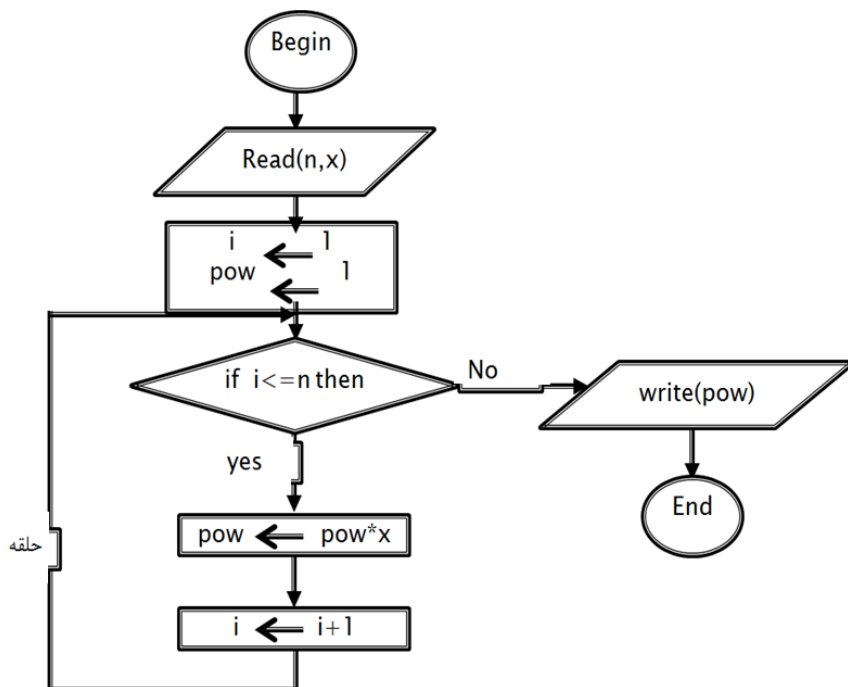 Begin
Read(n,x)
i ← 1
pow ← 1
if i<=n then
No
write(pow)
yes
End
pow ← pow*x
حلقه
i ← i+1